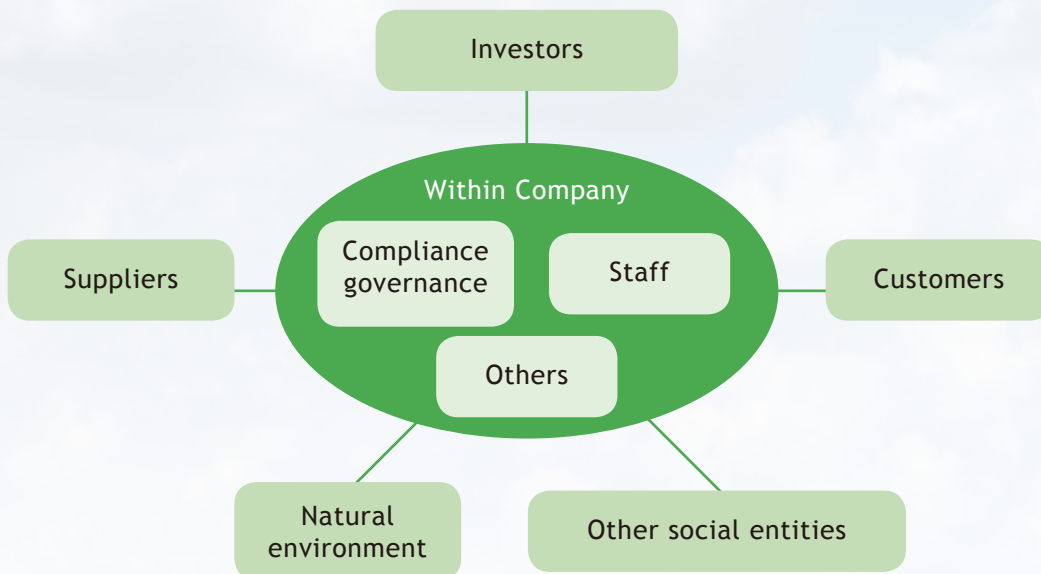 Investors
Within Company
Compliance
governance
Staff
Others
Suppliers
Customers
Natural
environment
Other social entities